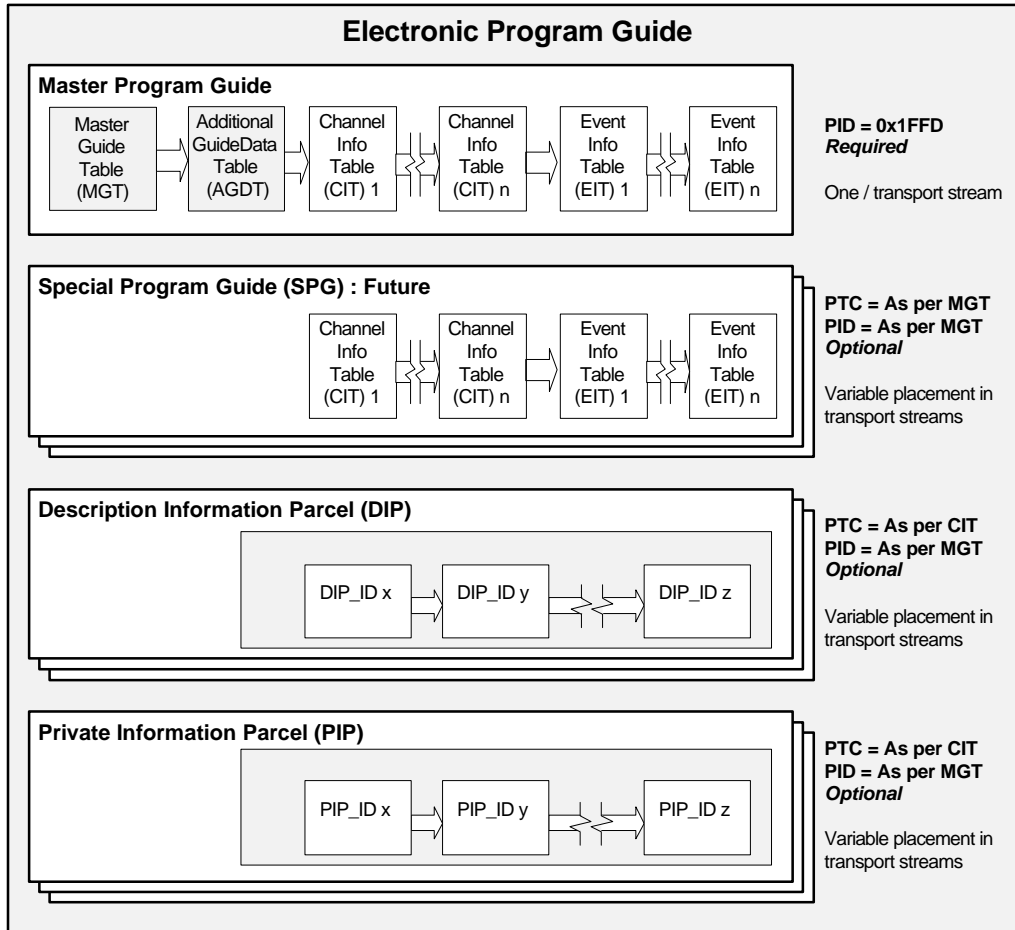 Electronic Program Guide
Master Program Guide
Master
Guide
Table
(MGT)
Additional
GuideData
Table
(AGDT)
Channel
Info
Table
(CIT) 1
Channel
Info
Table
(CIT) n
Event
Info
Table
(EIT) 1
Event
Info
Table
(EIT) n
PID = 0x1FFD
Required
One / transport stream
Special Program Guide (SPG) : Future
Channel
Info
Table
(CIT) 1
Channel
Info
Table
(CIT) n
Event
Info
Table
(EIT) 1
Event
Info
Table
(EIT) n
PTC = As per MGT
PID = As per MGT
Optional
Variable placement in
transport streams
Description Information Parcel (DIP)
DIP_ID x
DIP_ID y
DIP_ID z
PTC = As per CIT
PID = As per MGT
Optional
Variable placement in
transport streams
Private Information Parcel (PIP)
PIP_ID x
PIP_ID y
PIP_ID z
PTC = As per CIT
PID = As per MGT
Optional
Variable placement in
transport streams